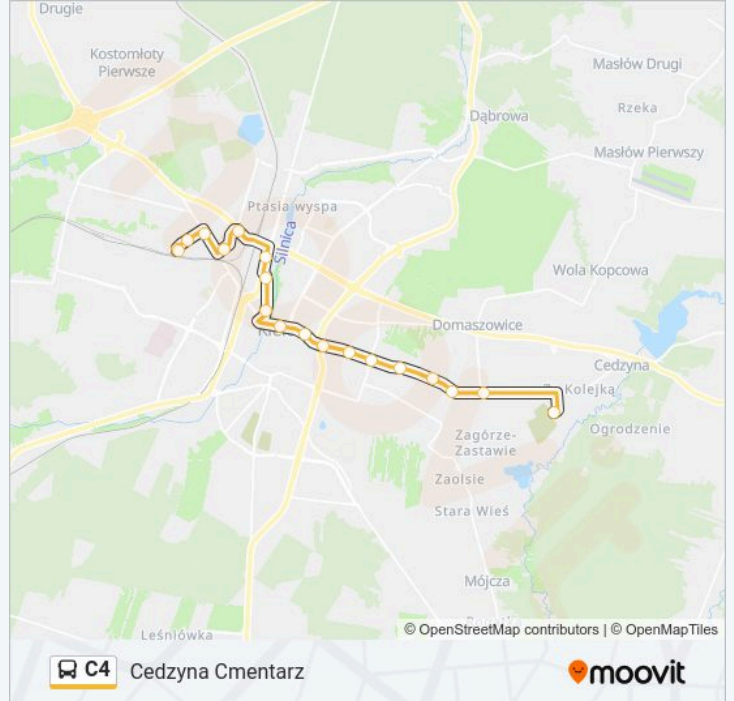 Drugie
Kostomłoty
Pierwsze
Masłów Drugi
Rzeka
Dąbrowa
Masłów Pierwszy
Ptasia wyspa
Silnica
Wola Kopcowa
Domaszowice
Cedzyna
Kolejką
Ogrodzenie
Zagórze-
Zastawie
Zaolsie
Stara Wieś
Mójcza
© OpenStreetMap contributors | © OpenMapTiles
Leśniówka
C4 Cedzyna Cmentarz
moovit